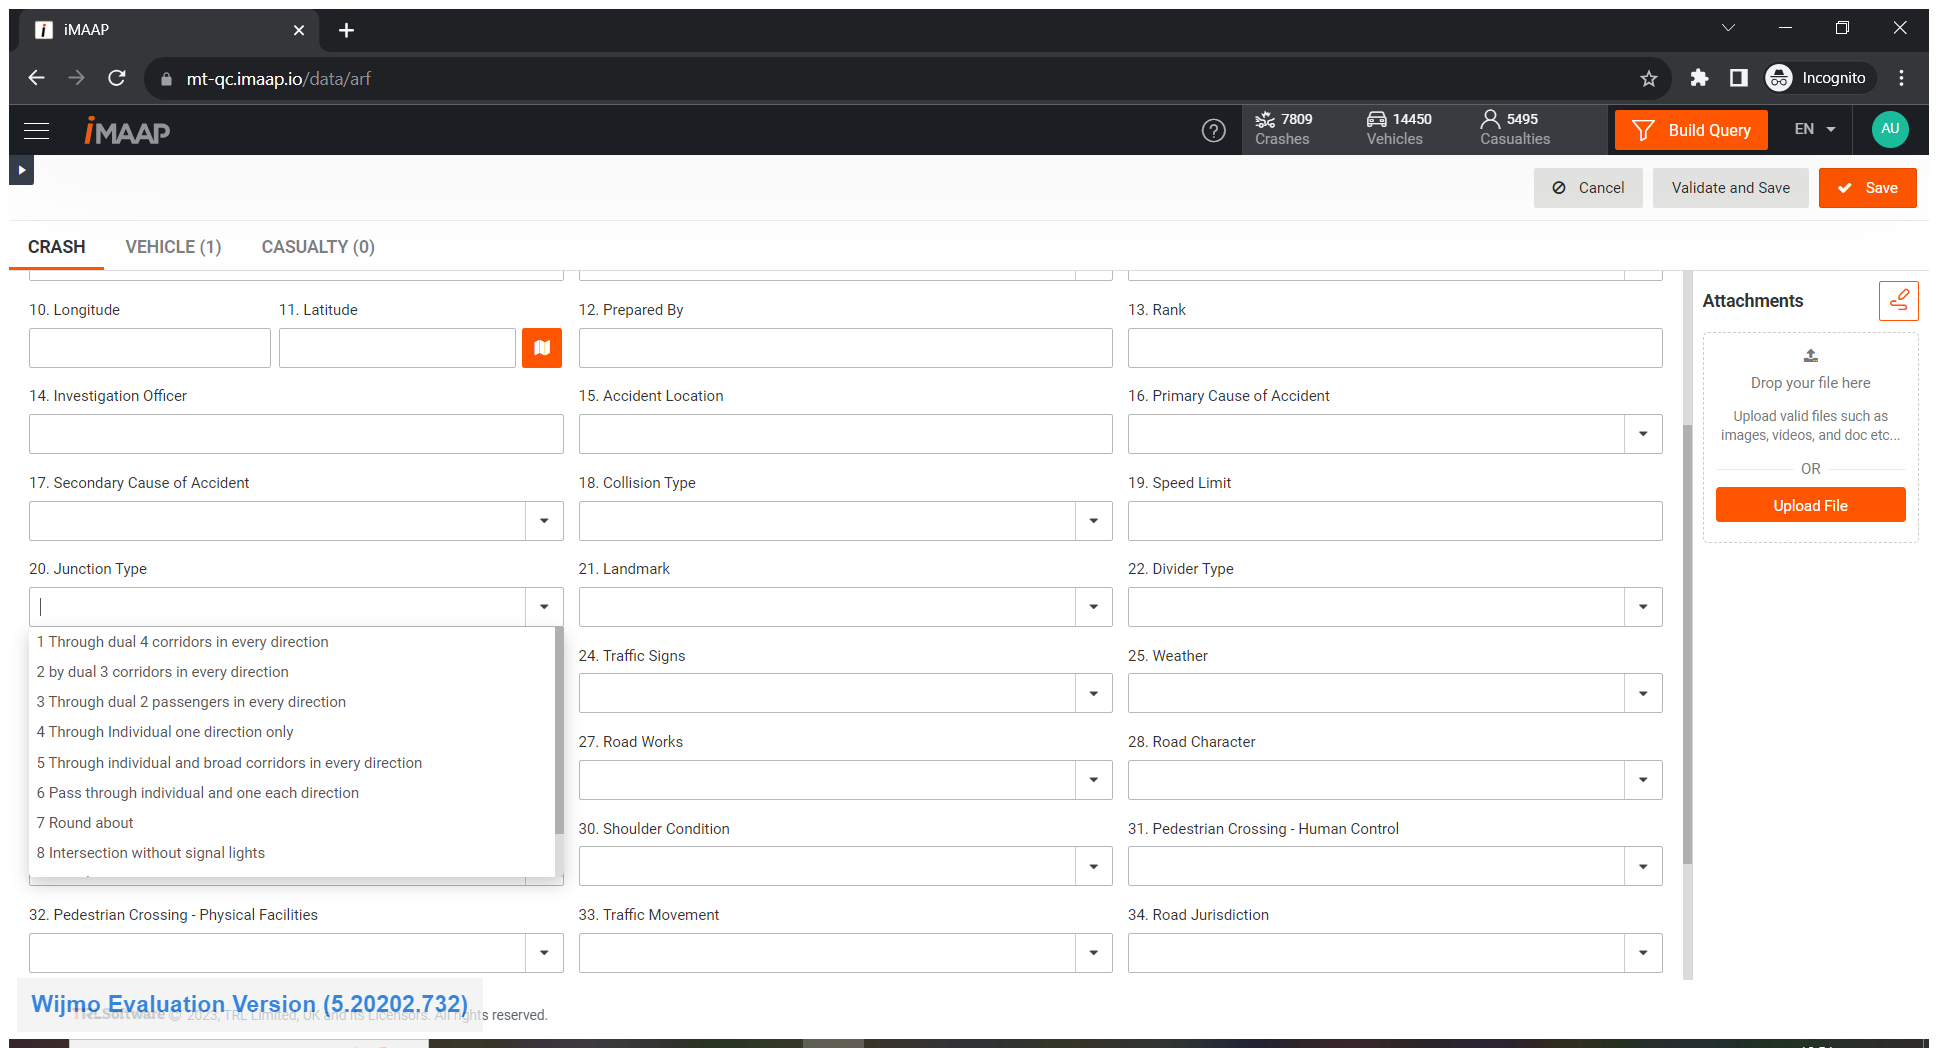 iMAAP
mt-qc.imaap.io/data/arf
Incognito
iMAAP
7809
Crashes
14450
Vehicles
5495
Casualties
Build Query
EN
AU
Cancel
Validate and Save
Save
CRASH
VEHICLE (1)
CASUALTY (0)
10. Longitude
11. Latitude
12. Prepared By
13. Rank
14. Investigation Officer
15. Accident Location
16. Primary Cause of Accident
17. Secondary Cause of Accident
18. Collision Type
19. Speed Limit
20. Junction Type
21. Landmark
22. Divider Type
1 Through dual 4 corridors in every direction
2 by dual 3 corridors in every direction
3 Through dual 2 passengers in every direction
4 Through Individual one direction only
5 Through individual and broad corridors in every direction
6 Pass through individual and one each direction
7 Round about
8 Intersection without signal lights
24. Traffic Signs
25. Weather
27. Road Works
28. Road Character
30. Shoulder Condition
31. Pedestrian Crossing - Human Control
32. Pedestrian Crossing - Physical Facilities
33. Traffic Movement
34. Road Jurisdiction
Attachments
Drop your file here
Upload valid files such as
images, videos, and doc etc...
OR
Upload File
Wijmo Evaluation Version (5.20202.732)
TRLSoftware © 2023, TRL Limited, UK and its Licensors. All rights reserved.